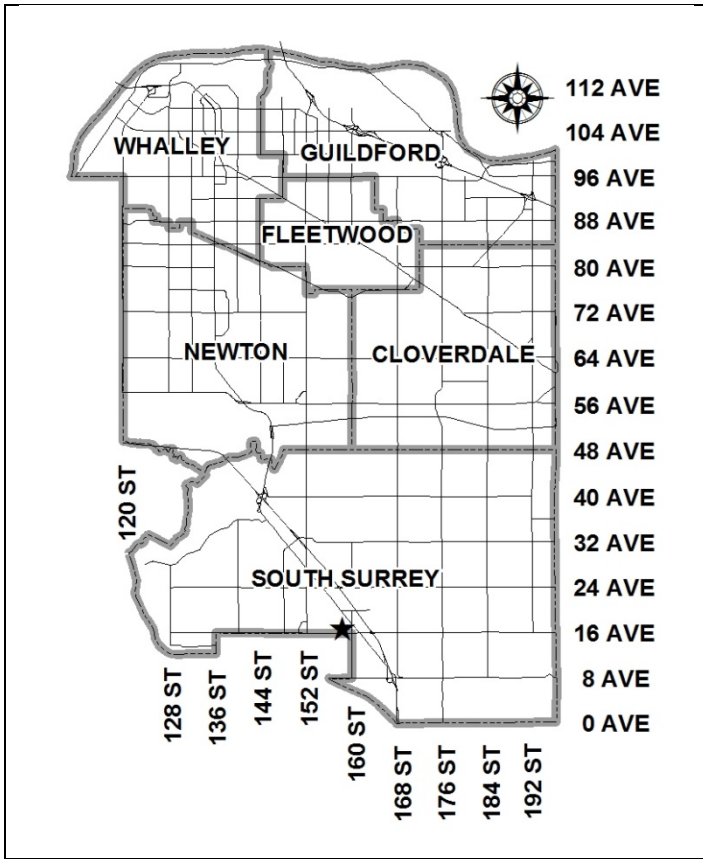 112 AVE
104 AVE
WHALLEY
GUILDFORD
96 AVE
88 AVE
FLEETWOOD
80 AVE
72 AVE
NEWTON
CLOVERDALE
64 AVE
56 AVE
48 AVE
120 ST
40 AVE
32 AVE
SOUTH SURREY
24 AVE
16 AVE
128 ST
136 ST
144 ST
152 ST
8 AVE
160 ST
0 AVE
168 ST
176 ST
184 ST
192 ST